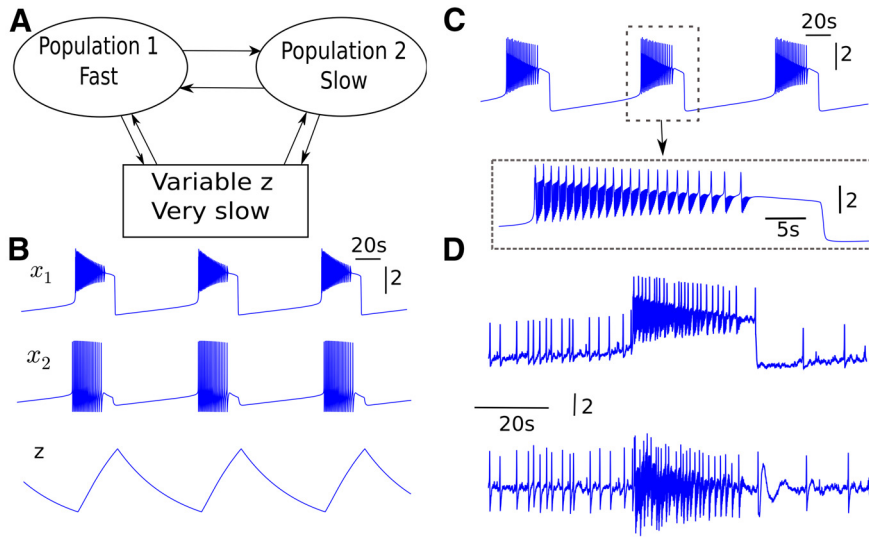 A
Population 1
Fast
Population 2
Slow
Variable z
Very slow
B
x₁
20s
2
x₂
z
C
20s
2
2
5s
D
20s
2